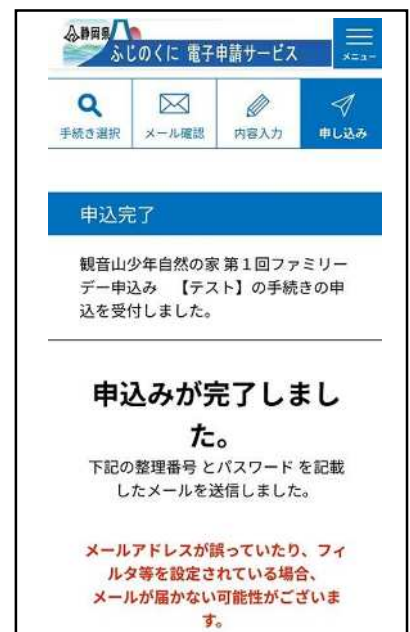 静岡県
ふじのくに 電子申請サービス
メニュー
手続き選択
メール確認
内容入力
申し込み
申込完了
観音山少年自然の家 第1回ファミリー
デー申込み 【テスト】の手続きの申
込を受付しました。
申込みが完了しまし
た。
下記の整理番号 とパスワード を記載
したメールを送信しました。
メールアドレスが誤っていたり、フィ
ルタ等を設定されている場合、
メールが届かない可能性がございま
す。